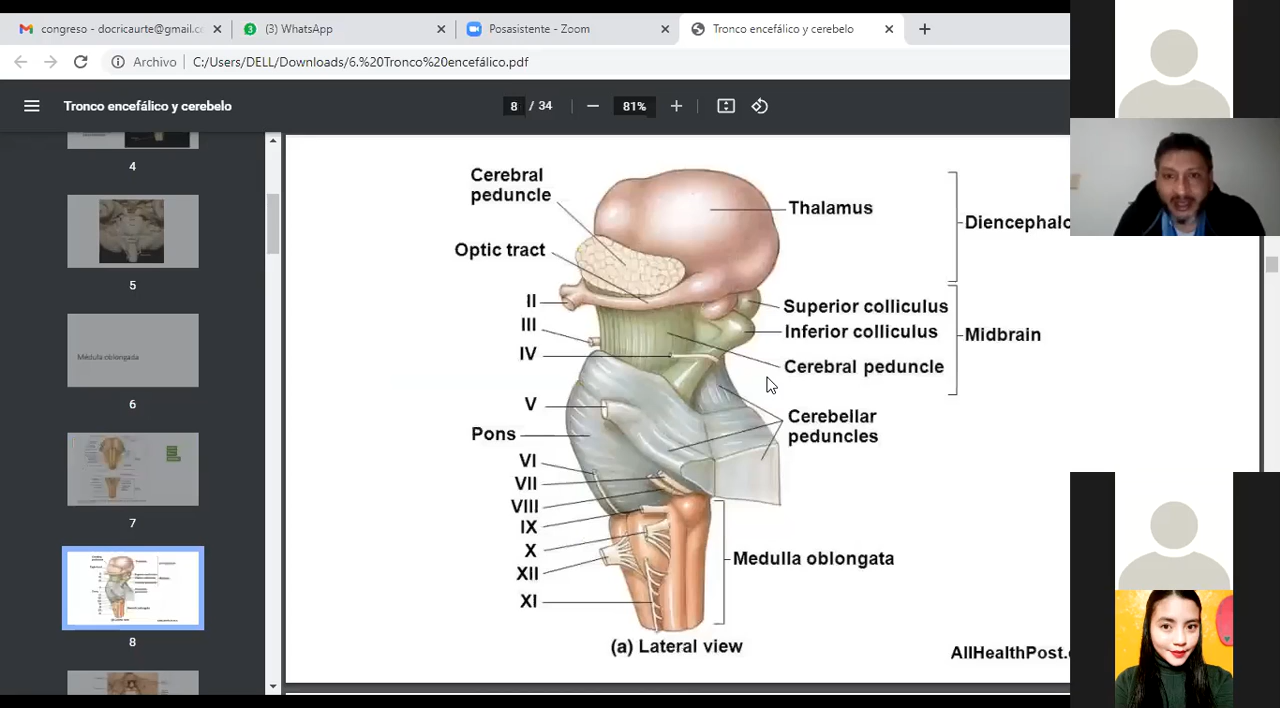 congreso - docricaurte@gmail.c
(3) WhatsApp
Posasistente - Zoom
Tronco encefálico y cerebelo
Archivo
C:/Users/DELL/Downloads/6.%20Tronco%20encefálico.pdf
Tronco encefálico y cerebelo
8 / 34
81%
4
5
Médula oblongada
6
7
8
Cerebral
peduncle
Thalamus
Diencephalo
Optic tract
II
III
IV
Superior colliculus
Inferior colliculus
Midbrain
Cerebral peduncle
V
Cerebellar
peduncles
Pons
VI
VII
VIII
IX
X
XII
XI
Medulla oblongata
(a) Lateral view
AllHealthPost.